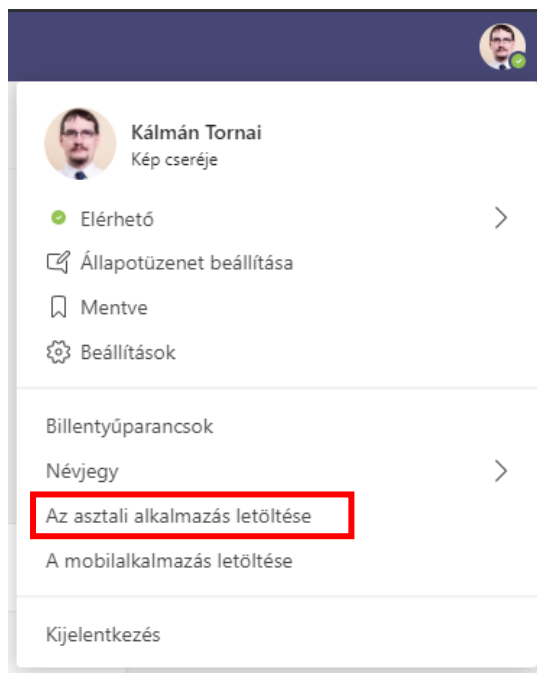 Kálmán Tornai
Kép cseréje
Elérhető
Állapotüzenet beállítása
Mentve
Beállítások
Billentyűparancsok
Névjegy
Az asztali alkalmazás letöltése
A mobilalkalmazás letöltése
Kijelentkezés